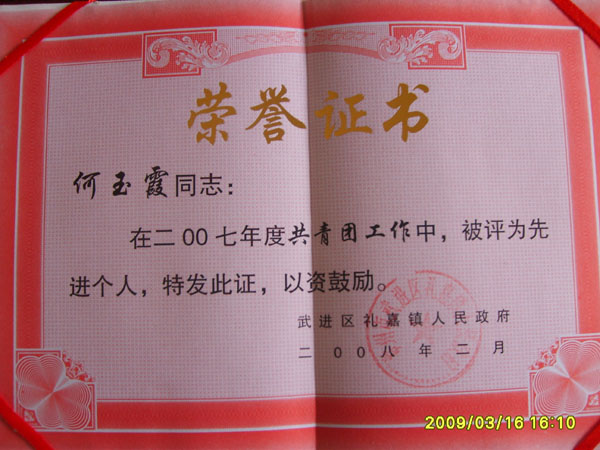 荣誉证书
何玉霞同志：
在二00七年度共青团工作中，被评为先
进个人，特发此证，以资鼓励。
武进区礼嘉镇人民政府
二00八年二月
2009/03/16 16:10